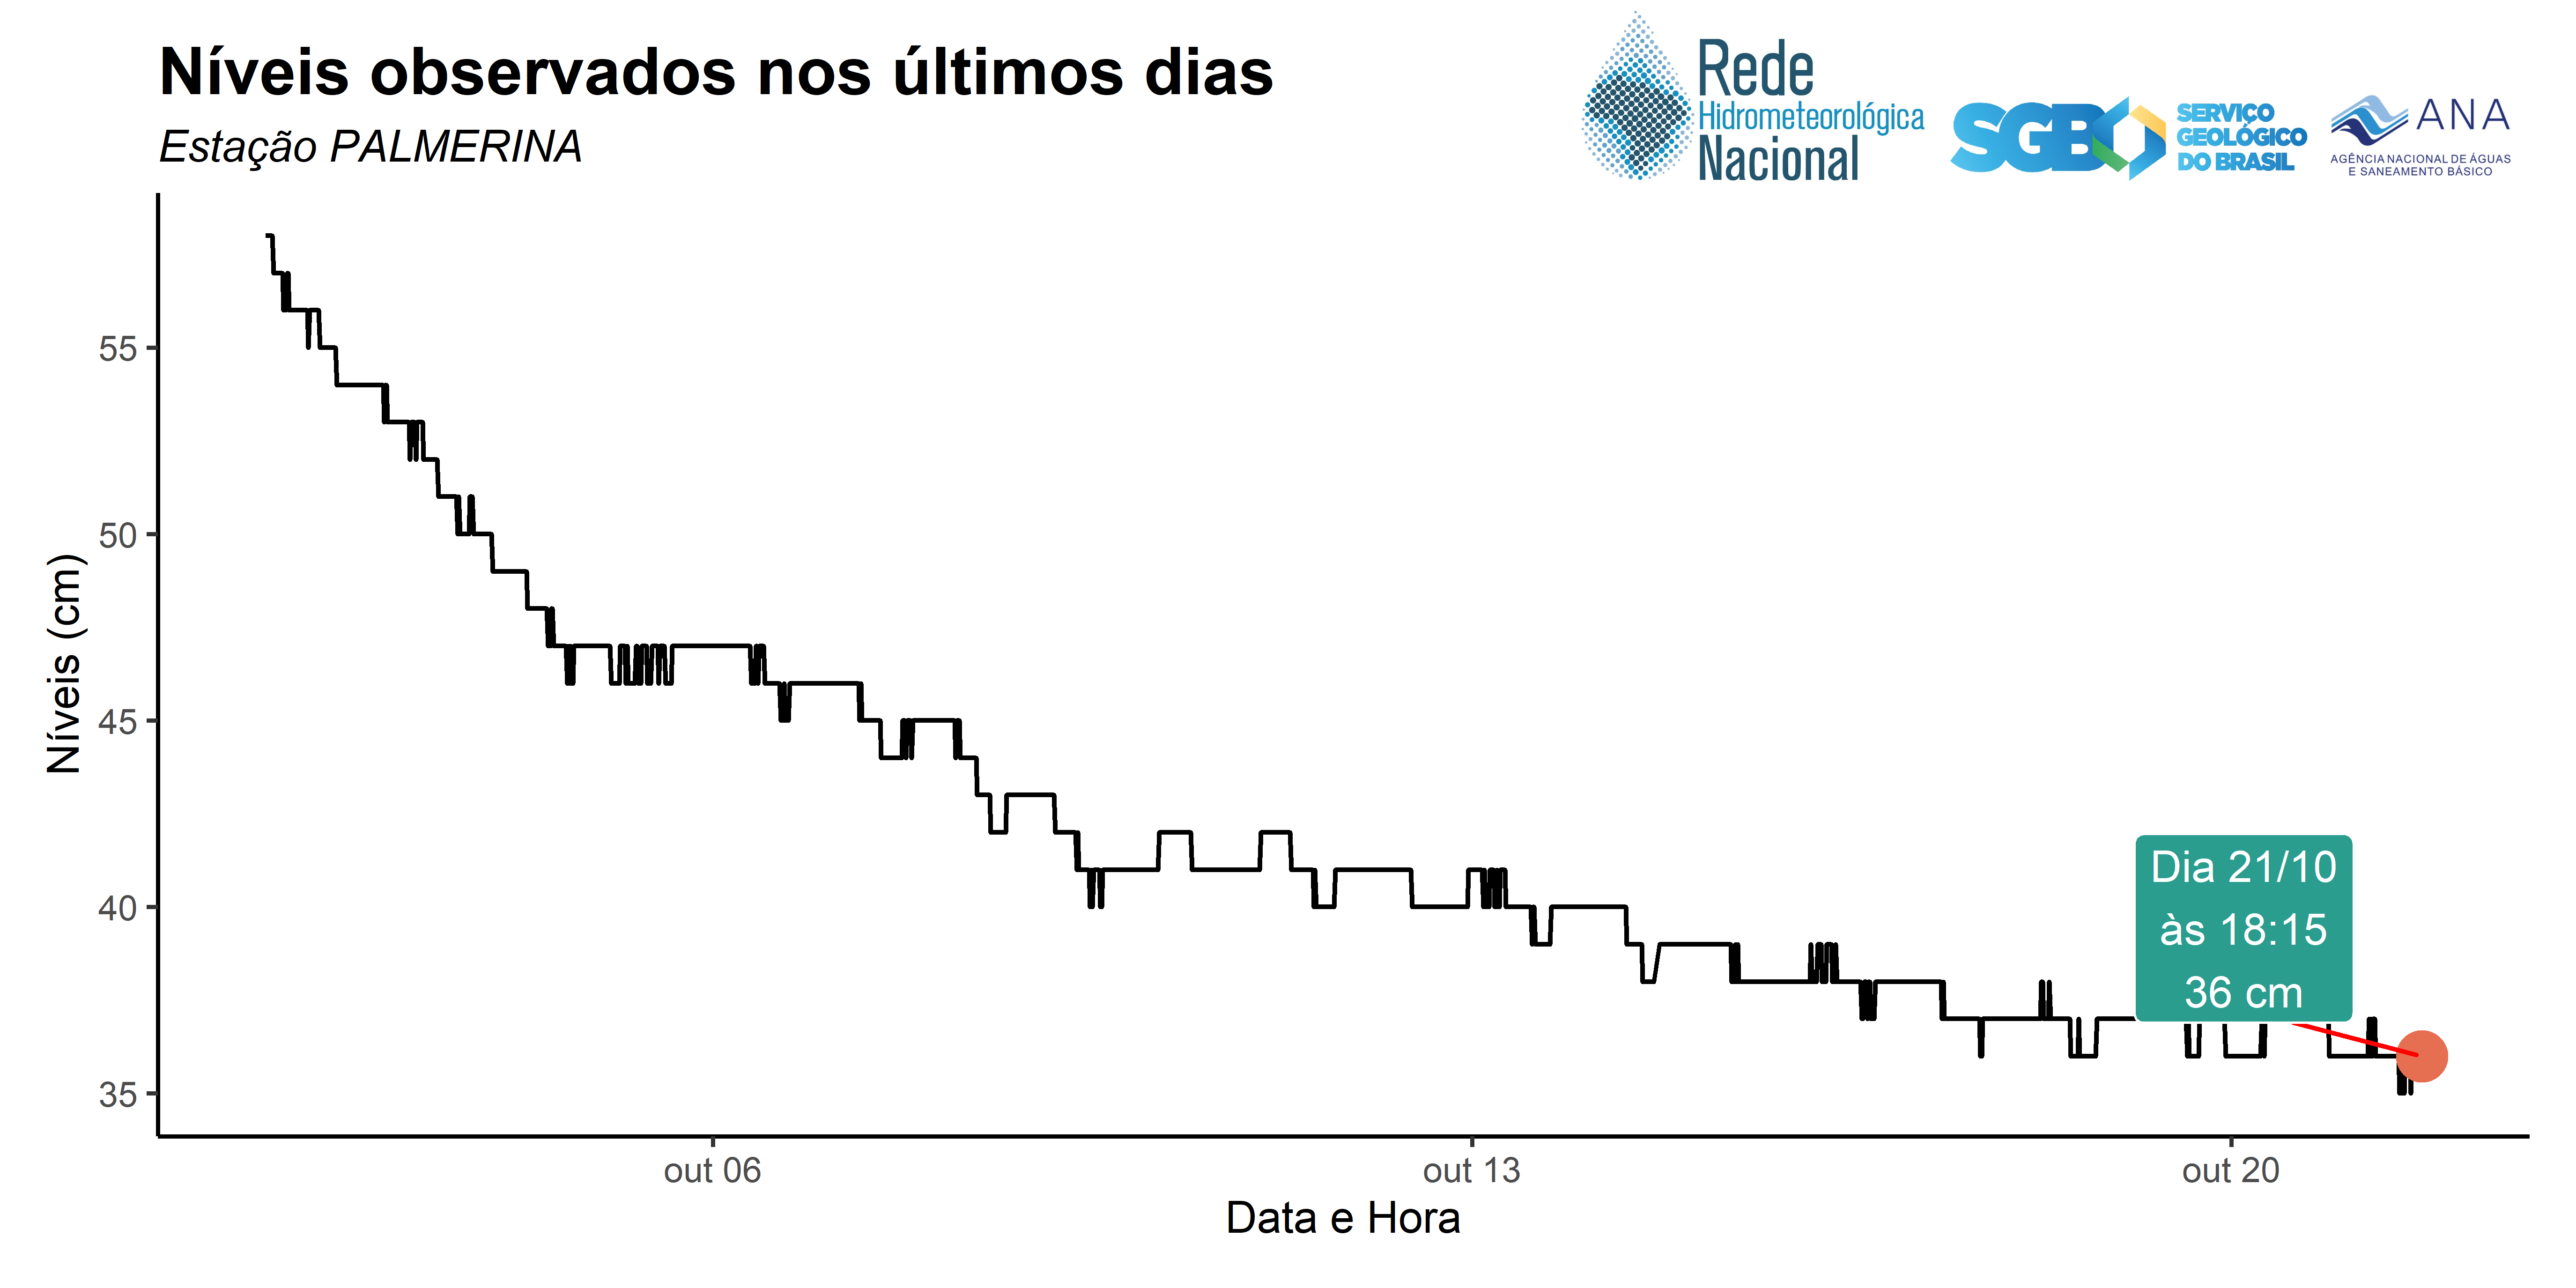 Níveis observados nos últimos dias
Estação PALMERINA
Rede
Hidrometeorológica
Nacional
SGB
SERVIÇO
GEOLÓGICO
DO BRASIL
ANA
AGÊNCIA NACIONAL DE ÁGUAS
E SANEAMENTO BÁSICO
Níveis (cm)
55
50
45
40
35
Dia 21/10
às 18:15
36 cm
out 06
out 13
out 20
Data e Hora